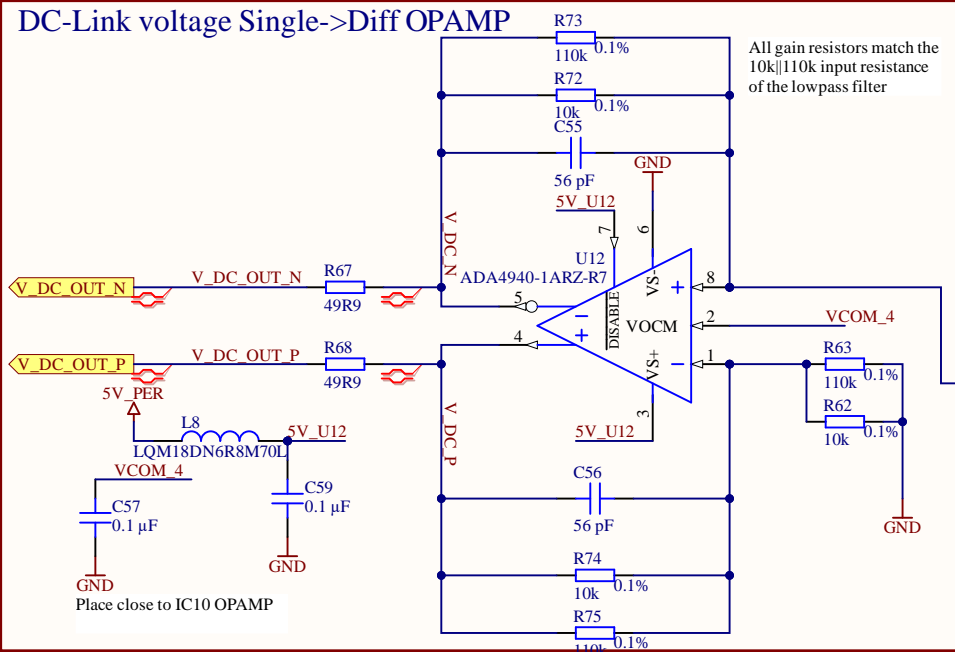 DC-Link voltage Single->Diff OPAMP
R73
0.1%
110k
All gain resistors match the
10k||110k input resistance
of the lowpass filter
R72
0.1%
10k
C55
56 pF
GND
5V_U12
7
6
V_DC_N
U12
ADA4940-1ARZ-R7
VS-
8
V_DC_OUT_N
V_DC_OUT_N
R67
49R9
5
DISABLE
VOCM
2
VCOM_4
4
V_DC_OUT_P
V_DC_OUT_P
R68
49R9
VS+
1
R63
0.1%
110k
5V_PER
3
R62
0.1%
10k
L8
5V_U12
LQM18DN6R8M70L
5V_U12
V_DC_P
VCOM_4
C57
0.1 µF
C59
0.1 µF
C56
56 pF
GND
GND
GND
Place close to IC10 OPAMP
R74
0.1%
10k
R75
0.1%
110k